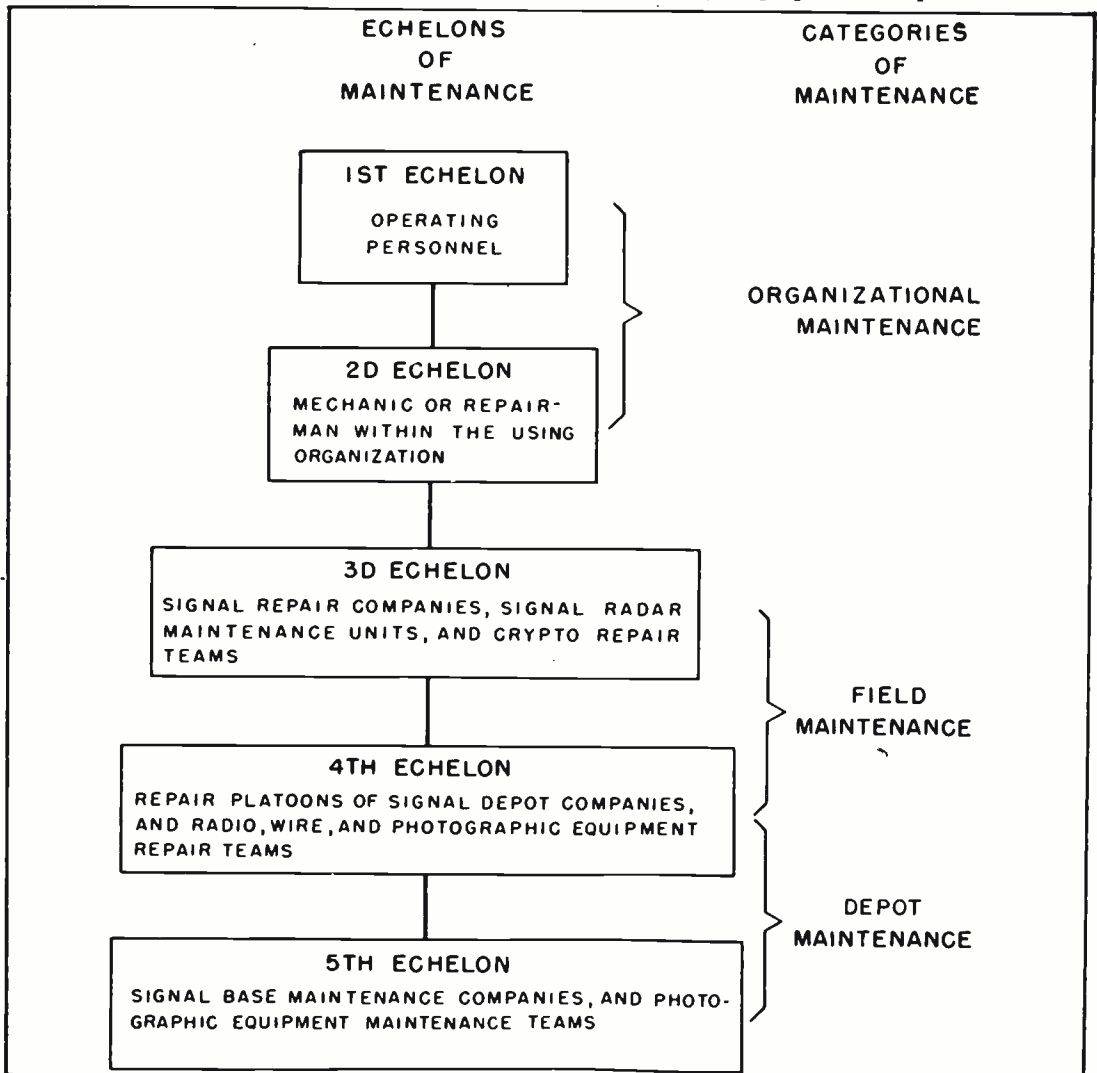 ECHELONS
OF
MAINTENANCE
CATEGORIES
OF
MAINTENANCE
1ST ECHELON
OPERATING
PERSONNEL
ORGANIZATIONAL
MAINTENANCE
2D ECHELON
MECHANIC OR REPAIR-
MAN WITHIN THE USING
ORGANIZATION
3D ECHELON
SIGNAL REPAIR COMPANIES, SIGNAL RADAR
MAINTENANCE UNITS, AND CRYPTO REPAIR
TEAMS
FIELD
MAINTENANCE
4TH ECHELON
REPAIR PLATOONS OF SIGNAL DEPOT COMPANIES,
AND RADIO, WIRE, AND PHOTOGRAPHIC EQUIPMENT
REPAIR TEAMS
DEPOT
MAINTENANCE
5TH ECHELON
SIGNAL BASE MAINTENANCE COMPANIES, AND PHOTO-
GRAPHIC EQUIPMENT MAINTENANCE TEAMS